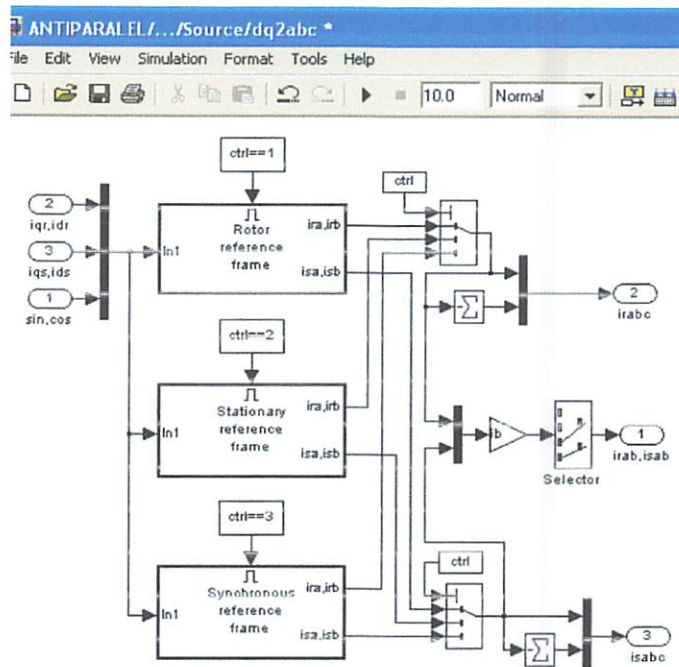 ANTIPARALEL/.../Source/dq2abc *
File Edit View Simulation Format Tools Help
10.0 Normal
ctrl==1
ctrl
2
iqr,idr
3
iqs,ids
1
sin,cos
In1
Rotor
reference
frame
ira,irb
isa,isb
-Σ
2
irabc
ctrl==2
In1
Stationary
reference
frame
ira,irb
isa,isb
ib
Selector
1
irab,isab
ctrl==3
In1
Synchronous
reference
frame
ira,irb
isa,isb
ctrl
-Σ
3
isabc